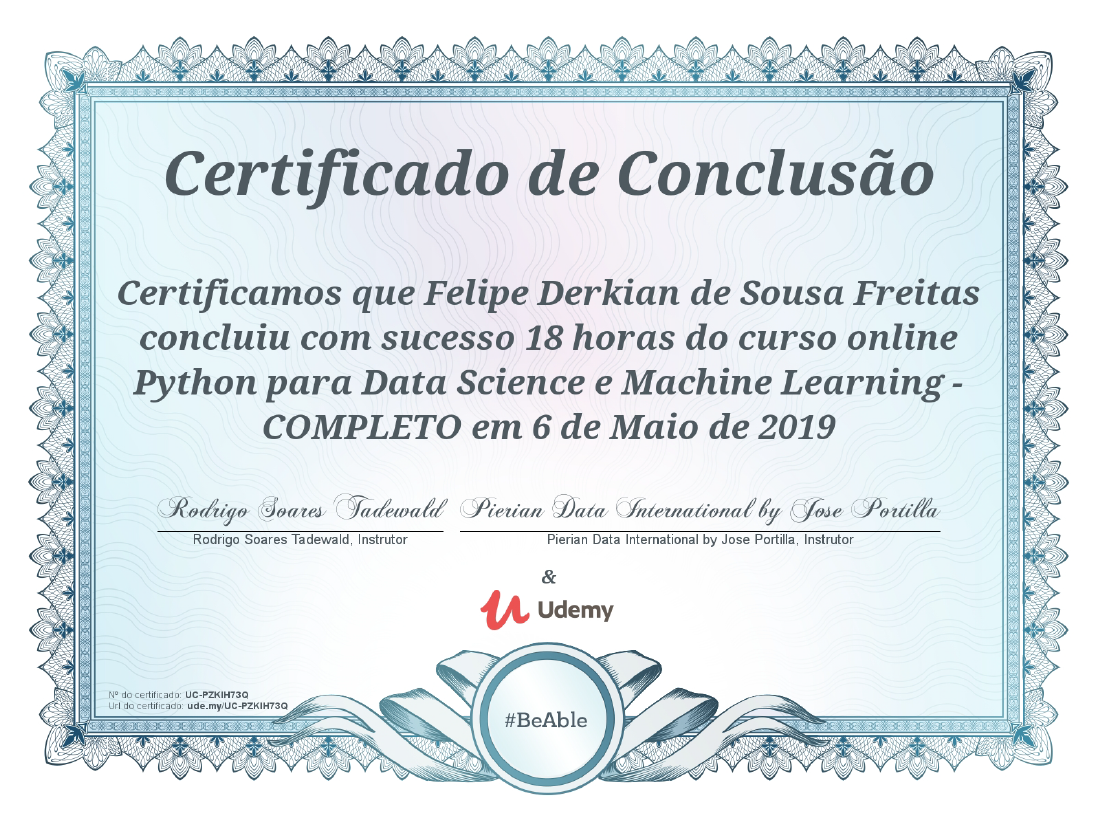 Certificado de Conclusão
Certificamos que Felipe Derkian de Sousa Freitas
concluiu com sucesso 18 horas do curso online
Python para Data Science e Machine Learning -
COMPLETO em 6 de Maio de 2019
Rodrigo Soares Tadewald Pierian Data International by Jose Portilla
Rodrigo Soares Tadewald, Instrutor Pierian Data International by Jose Portilla, Instrutor
&
Udemy
Nº do certificado: UC-PZKIH73Q
Url do certificado: ude.my/UC-PZKIH73Q
#BeAble